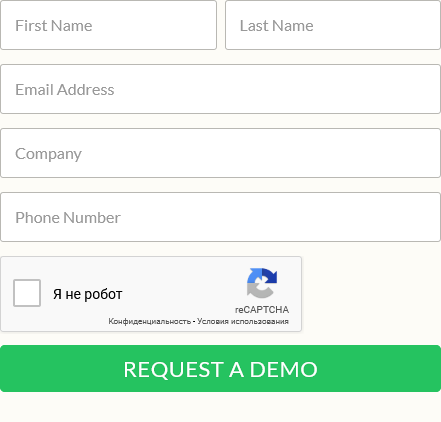 First Name Last Name
Email Address
Company
Phone Number
Я не робот
reCAPTCHA
Конфиденциальность - Условия использования
REQUEST A DEMO